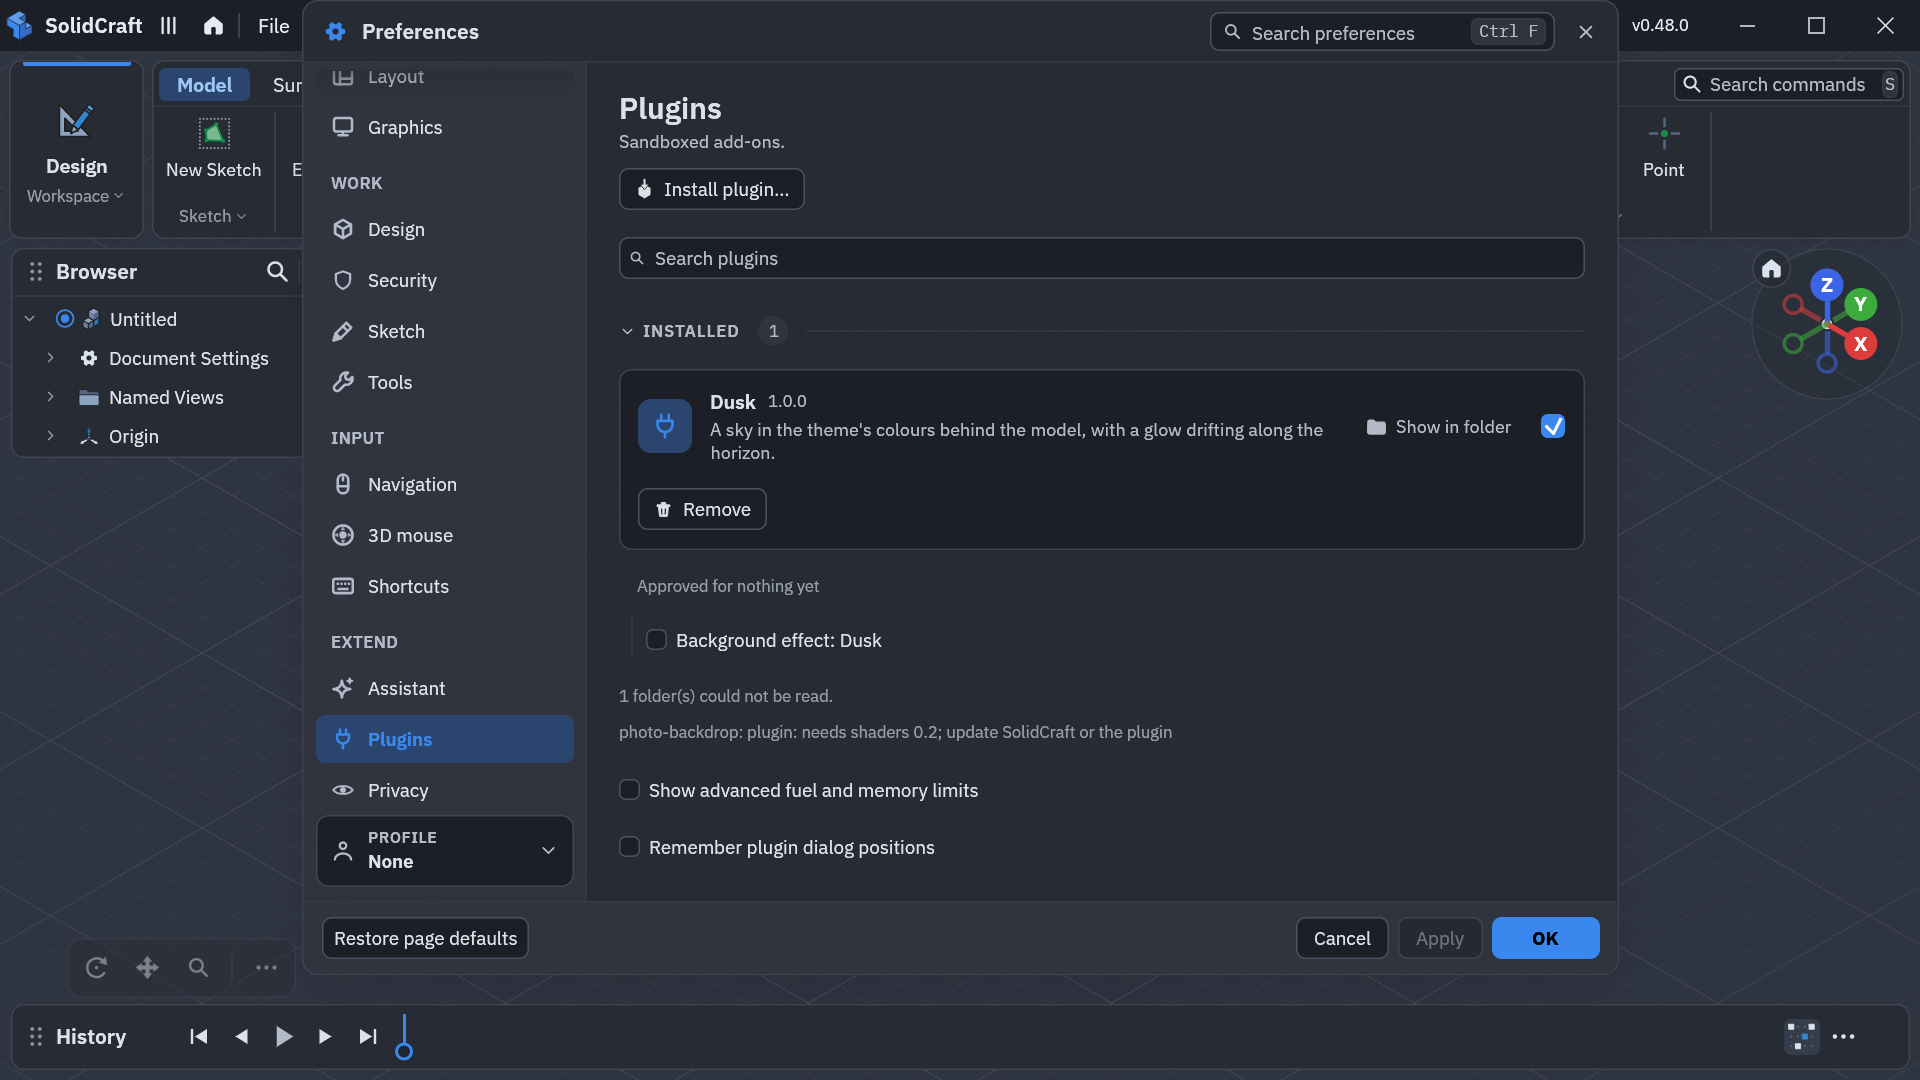 SolidCraft
File
Preferences
Search preferences
Ctrl F
v0.48.0
Design
Workspace
Model
Sur
New Sketch
E
Sketch
Search commands
S
Point
Browser
Untitled
Document Settings
Named Views
Origin
Layout
Graphics
WORK
Design
Security
Sketch
Tools
INPUT
Navigation
3D mouse
Shortcuts
EXTEND
Assistant
Plugins
Privacy
PROFILE
None
Plugins
Sandboxed add-ons.
Install plugin...
Search plugins
INSTALLED 1
Dusk 1.0.0
A sky in the theme's colours behind the model, with a glow drifting along the
horizon.
Show in folder
Remove
Approved for nothing yet
Background effect: Dusk
1 folder(s) could not be read.
photo-backdrop: plugin: needs shaders 0.2; update SolidCraft or the plugin
Show advanced fuel and memory limits
Remember plugin dialog positions
Restore page defaults
Cancel
Apply
OK
Z
Y
X
History